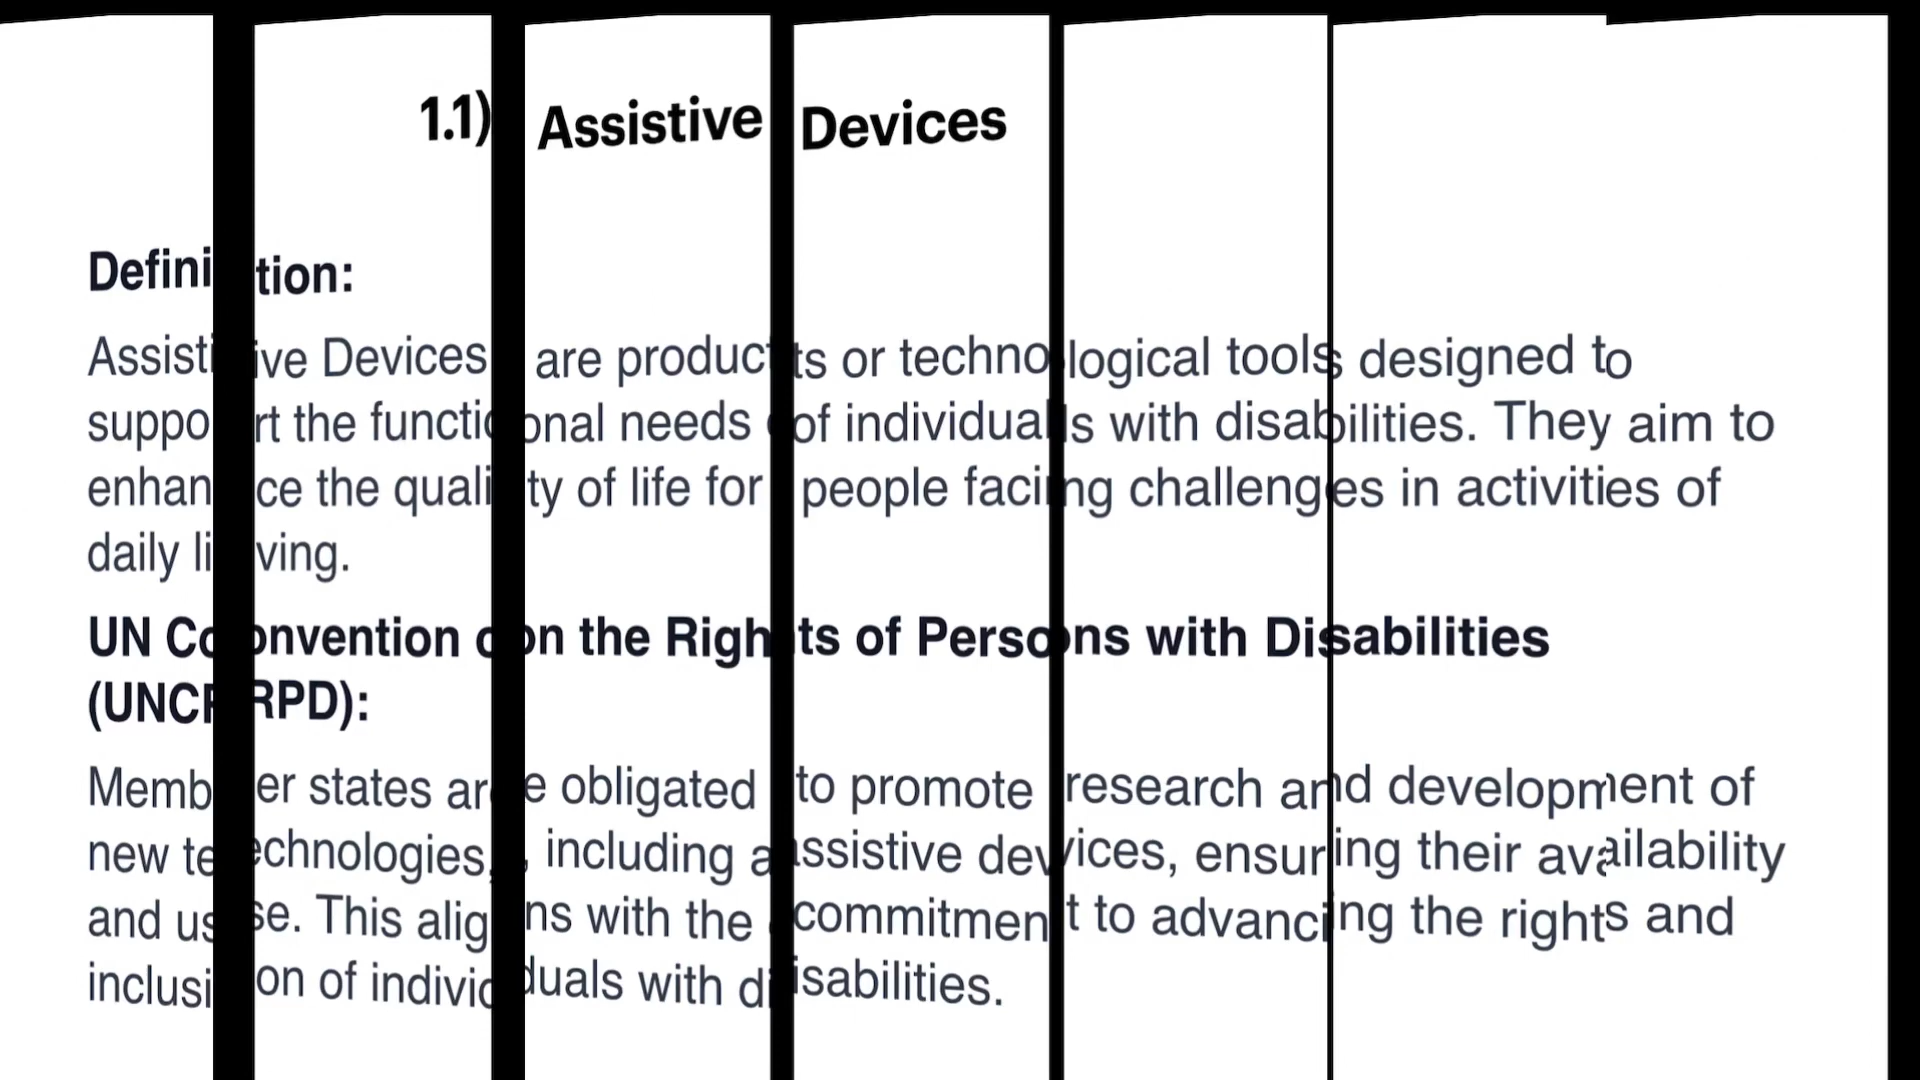 1.1) Assistive Devices
Definition:
Assistive Devices are products or technological tools designed to
support the functional needs of individuals with disabilities. They aim to
enhance the quality of life for people facing challenges in activities of
daily living.
UN Convention on the Rights of Persons with Disabilities
(UNCRPD):
Member states are obligated to promote research and development of
new technologies, including assistive devices, ensuring their availability
and use. This aligns with the commitment to advancing the rights and
inclusion of individuals with disabilities.